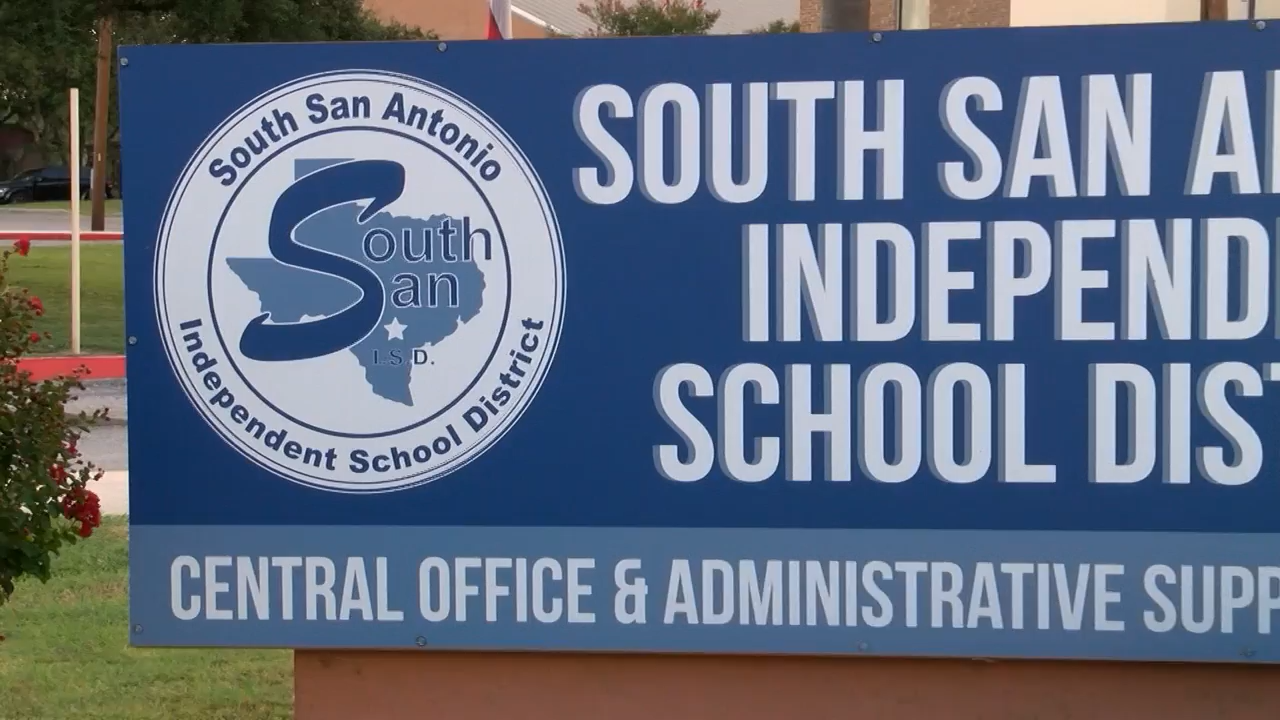 South San Antonio
South
San
I.S.D.
Independent School District
SOUTH SAN A
INDEPEND
SCHOOL DIS
CENTRAL OFFICE & ADMINISTRATIVE SUPP